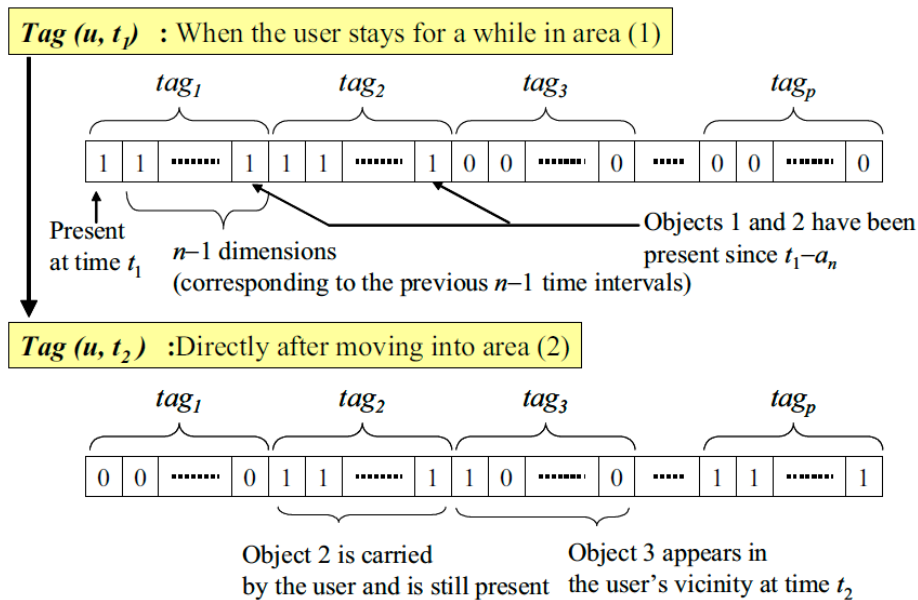 Tag (u, t1) : When the user stays for a while in area (1)
tag1 tag2 tag3 tagp
1 1 ........ 1 1 1 ........ 1 0 0 ........ 0 ..... 0 0 ........ 0
Present
at time t1
n–1 dimensions
(corresponding to the previous n–1 time intervals)
Objects 1 and 2 have been
present since t1–an
Tag (u, t2) :Directly after moving into area (2)
tag1 tag2 tag3 tagp
0 0 ........ 0 1 1 ........ 1 1 0 ........ 0 ..... 1 1 ........ 1
Object 2 is carried
by the user and is still present
Object 3 appears in
the user's vicinity at time t2